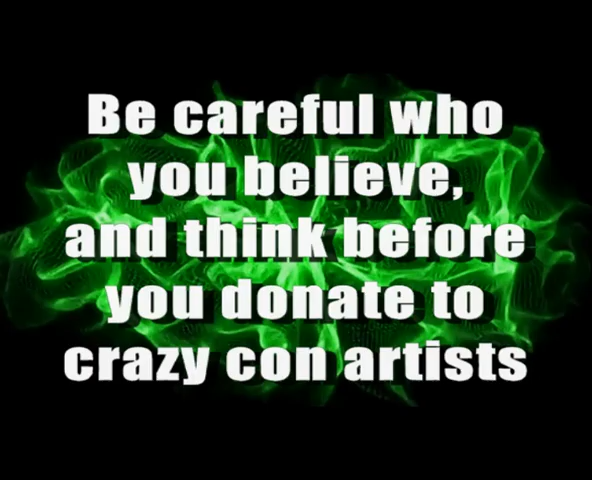 Be careful who
you believe,
and think before
you donate to
crazy con artists